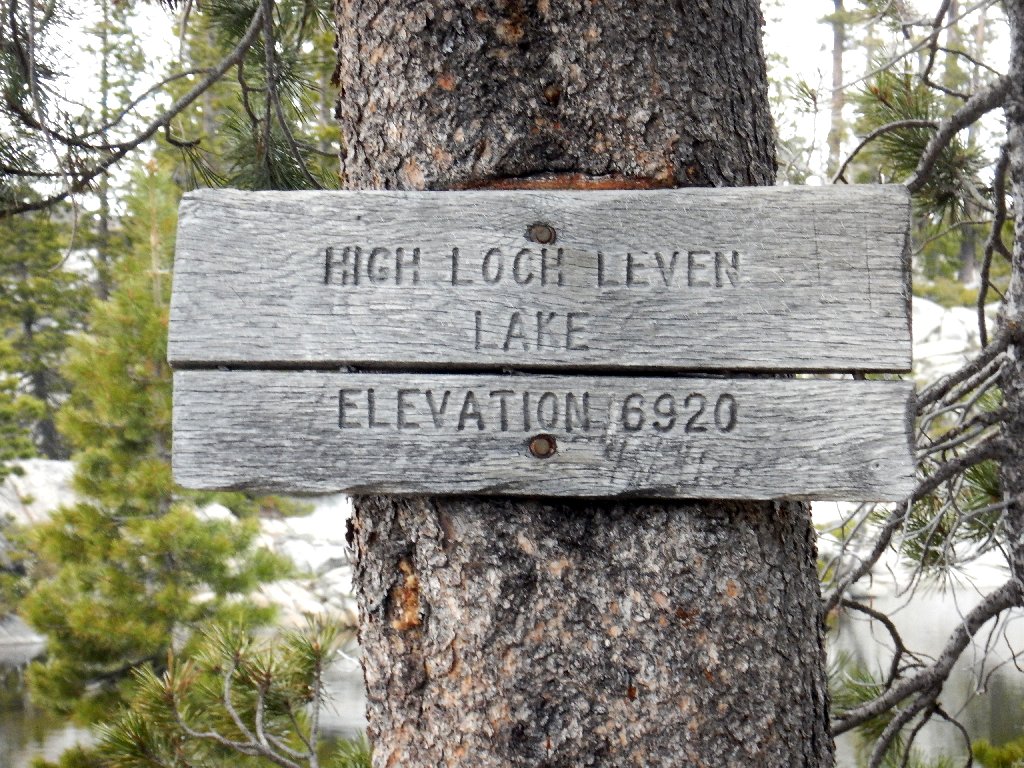 HIGH LOCH LEVEN
LAKE
ELEVATION 6920